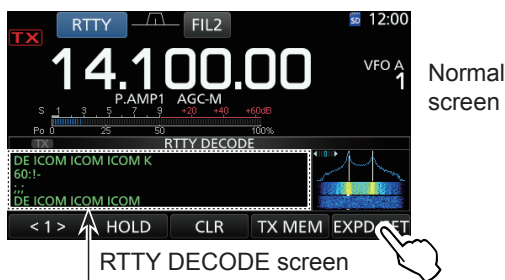 TX RTTY FIL2 SD 12:00
14.100.00 VFO A
1
P.AMP1 AGC-M
S 1 3 5 7 9 +20 +40 +60dB
Po 0 25 50 100%
TX RTTY DECODE
DE ICOM ICOM ICOM K
60:!-
;;
DE ICOM ICOM ICOM
< 1 > HOLD CLR TX MEM EXPD
Normal
screen
RTTY DECODE screen